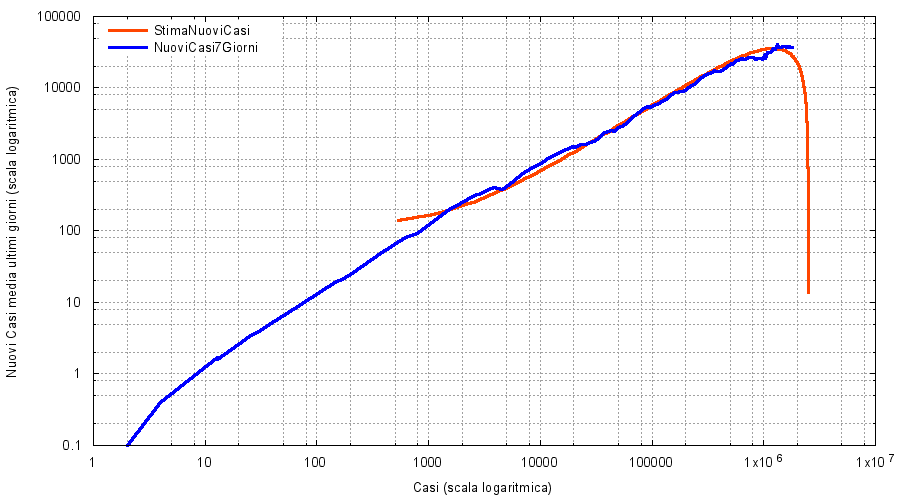 100000
10000
1000
100
10
1
0.1
StimaNuoviCasi
NuoviCasi7Giorni
Nuovi Casi media ultimi giorni (scala logaritmica)
1
10
100
1000
10000
100000
1x10^6
1x10^7
Casi (scala logaritmica)